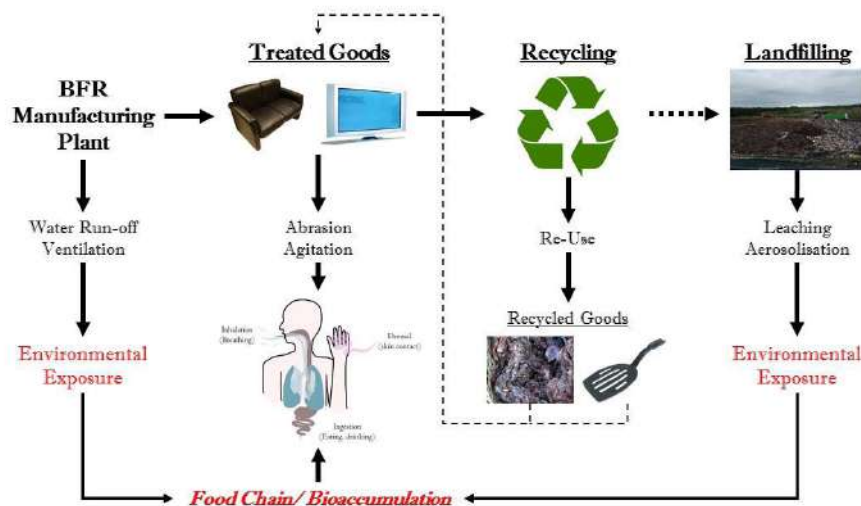 Treated Goods
Recycling
Landfilling
BFR
Manufacturing
Plant
Water Run-off
Ventilation
Abrasion
Agitation
Re-Use
Leaching
Aerosolisation
Inhalation
(Breathing)
Dermal
(skin contact)
Ingestion
(Eating, drinking)
Recycled Goods
Environmental
Exposure
Environmental
Exposure
Food Chain/ Bioaccumulation